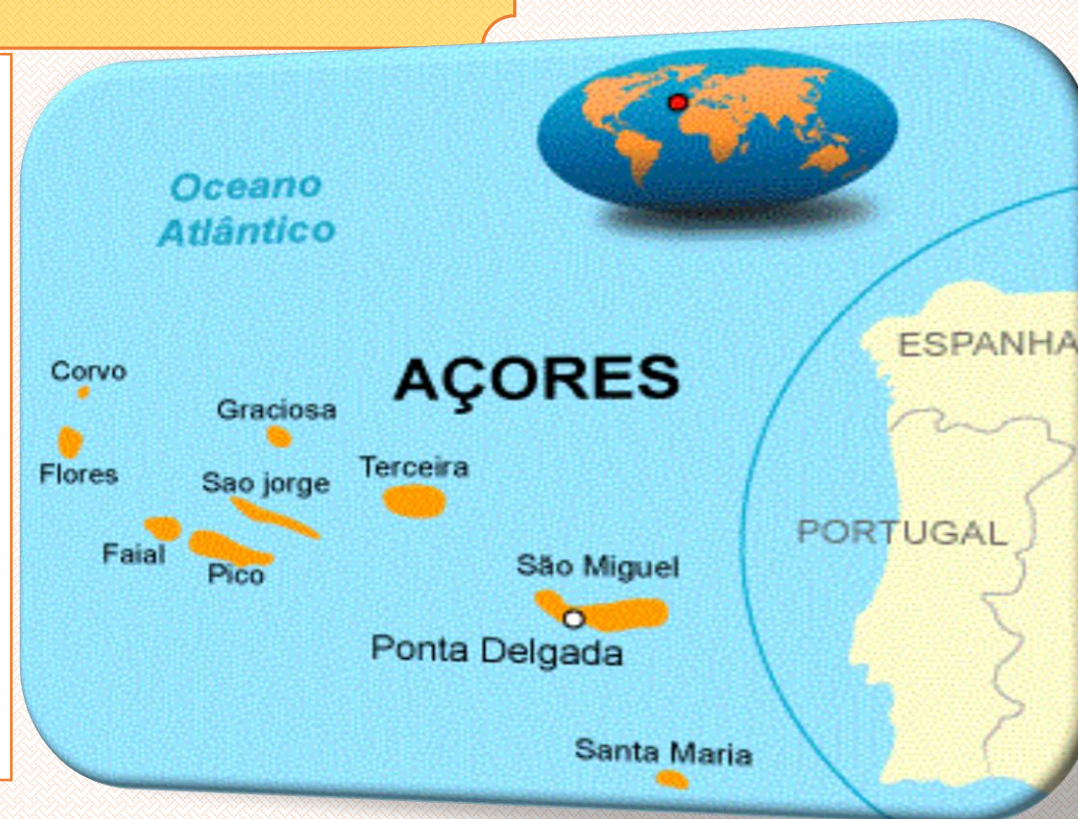 Oceano
Atlântico
AÇORES
ESPANHA
Corvo
Graciosa
Flores
Sao jorge
Terceira
Faial
Pico
PORTUGAL
São Miguel
Ponta Delgada
Santa Maria